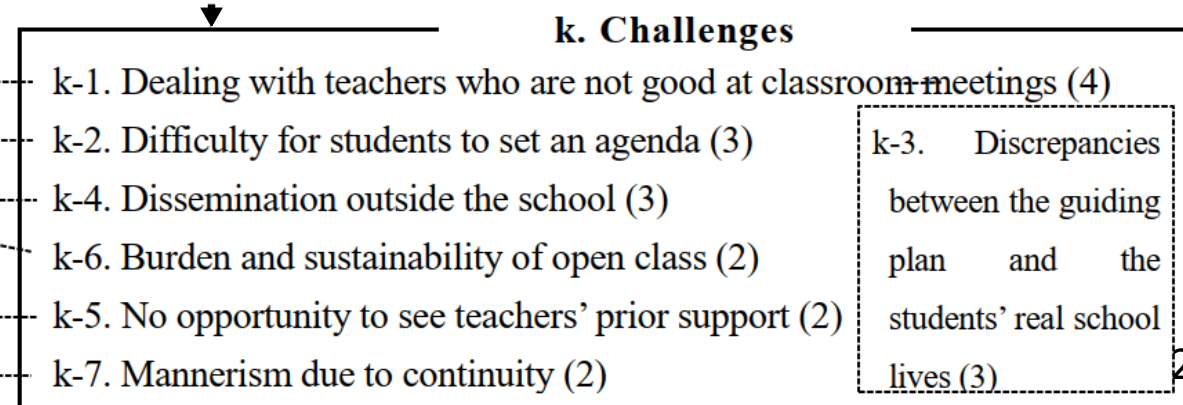 k. Challenges
k-1. Dealing with teachers who are not good at classroom meetings (4)
k-2. Difficulty for students to set an agenda (3)
k-4. Dissemination outside the school (3)
k-6. Burden and sustainability of open class (2)
k-5. No opportunity to see teachers’ prior support (2)
k-7. Mannerism due to continuity (2)
k-3. Discrepancies
between the guiding
plan and the
students’ real school
lives (3)